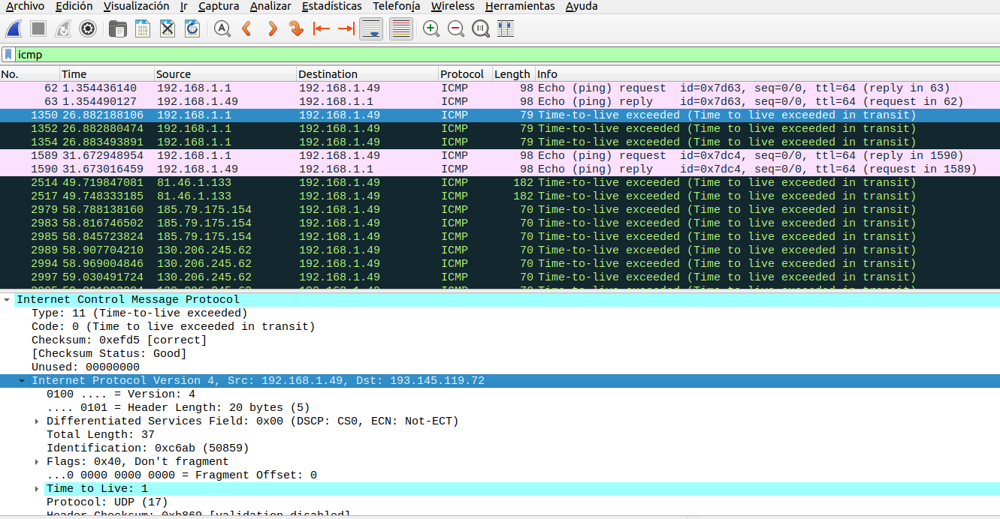 Archivo Edición Visualización Ir Captura Analizar Estadísticas Telefonía Wireless Herramientas Ayuda
icmp
No. Time Source Destination Protocol Length Info
62 1.354436140 192.168.1.1 192.168.1.49 ICMP 98 Echo (ping) request id=0x7d63, seq=0/0, ttl=64 (reply in 63)
63 1.354490127 192.168.1.49 192.168.1.1 ICMP 98 Echo (ping) reply id=0x7d63, seq=0/0, ttl=64 (request in 62)
1350 26.882188106 192.168.1.1 192.168.1.49 ICMP 79 Time-to-live exceeded (Time to live exceeded in transit)
1352 26.882880474 192.168.1.1 192.168.1.49 ICMP 79 Time-to-live exceeded (Time to live exceeded in transit)
1354 26.883493891 192.168.1.1 192.168.1.49 ICMP 79 Time-to-live exceeded (Time to live exceeded in transit)
1589 31.672948954 192.168.1.1 192.168.1.49 ICMP 98 Echo (ping) request id=0x7dc4, seq=0/0, ttl=64 (reply in 1590)
1590 31.673016459 192.168.1.49 192.168.1.1 ICMP 98 Echo (ping) reply id=0x7dc4, seq=0/0, ttl=64 (request in 1589)
2514 49.719847081 81.46.1.133 192.168.1.49 ICMP 182 Time-to-live exceeded (Time to live exceeded in transit)
2517 49.748333185 81.46.1.133 192.168.1.49 ICMP 182 Time-to-live exceeded (Time to live exceeded in transit)
2979 58.788138160 185.79.175.154 192.168.1.49 ICMP 70 Time-to-live exceeded (Time to live exceeded in transit)
2983 58.816746502 185.79.175.154 192.168.1.49 ICMP 70 Time-to-live exceeded (Time to live exceeded in transit)
2985 58.845723824 185.79.175.154 192.168.1.49 ICMP 70 Time-to-live exceeded (Time to live exceeded in transit)
2989 58.907704210 130.206.245.62 192.168.1.49 ICMP 70 Time-to-live exceeded (Time to live exceeded in transit)
2994 58.969004846 130.206.245.62 192.168.1.49 ICMP 70 Time-to-live exceeded (Time to live exceeded in transit)
2997 59.030491724 130.206.245.62 192.168.1.49 ICMP 70 Time-to-live exceeded (Time to live exceeded in transit)
Internet Control Message Protocol
Type: 11 (Time-to-live exceeded)
Code: 0 (Time to live exceeded in transit)
Checksum: 0xefd5 [correct]
[Checksum Status: Good]
Unused: 00000000
Internet Protocol Version 4, Src: 192.168.1.49, Dst: 193.145.119.72
0100 .... = Version: 4
.... 0101 = Header Length: 20 bytes (5)
Differentiated Services Field: 0x00 (DSCP: CS0, ECN: Not-ECT)
Total Length: 37
Identification: 0xc6ab (50859)
Flags: 0x40, Don't fragment
...0 0000 0000 0000 = Fragment Offset: 0
Time to Live: 1
Protocol: UDP (17)
Header Checksum: 0xb869 [validation disabled]